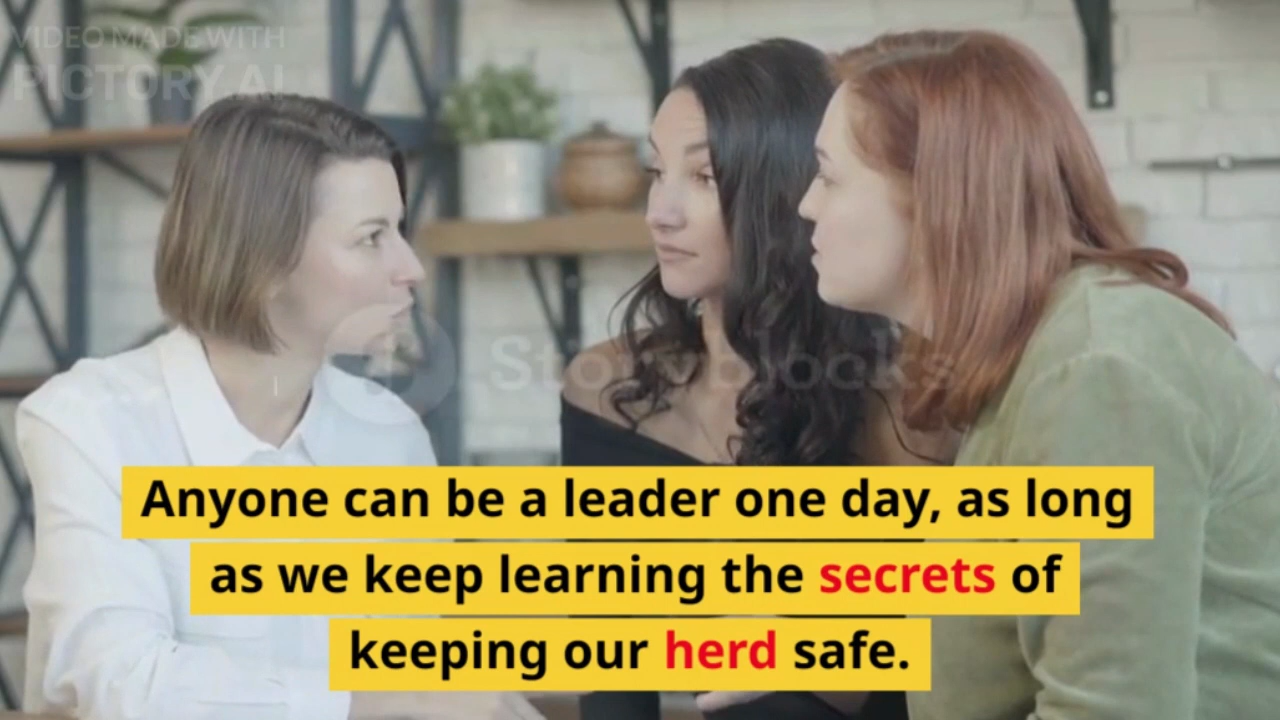 VIDEO MADE WITH
PICTORY.AI
Storyblocks
Anyone can be a leader one day, as long
as we keep learning the secrets of
keeping our herd safe.